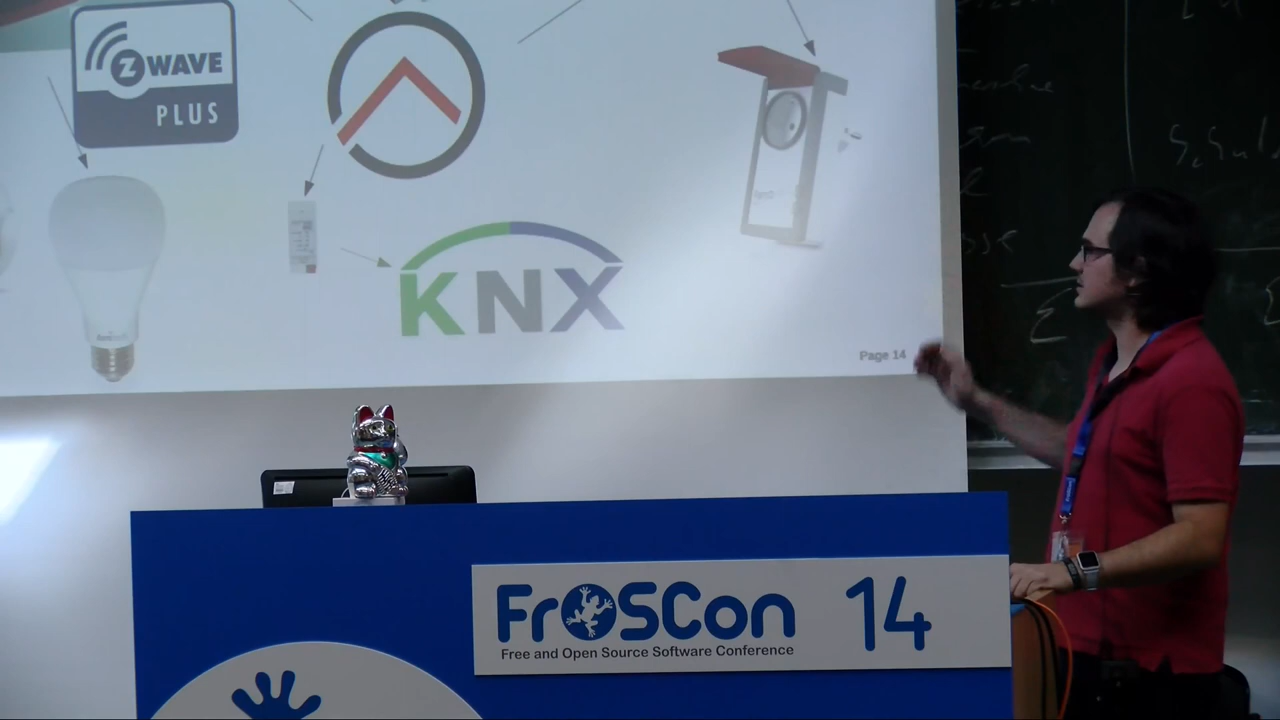 Z WAVE
PLUS
KNX
Page 14
FrOSCon 14
Free and Open Source Software Conference